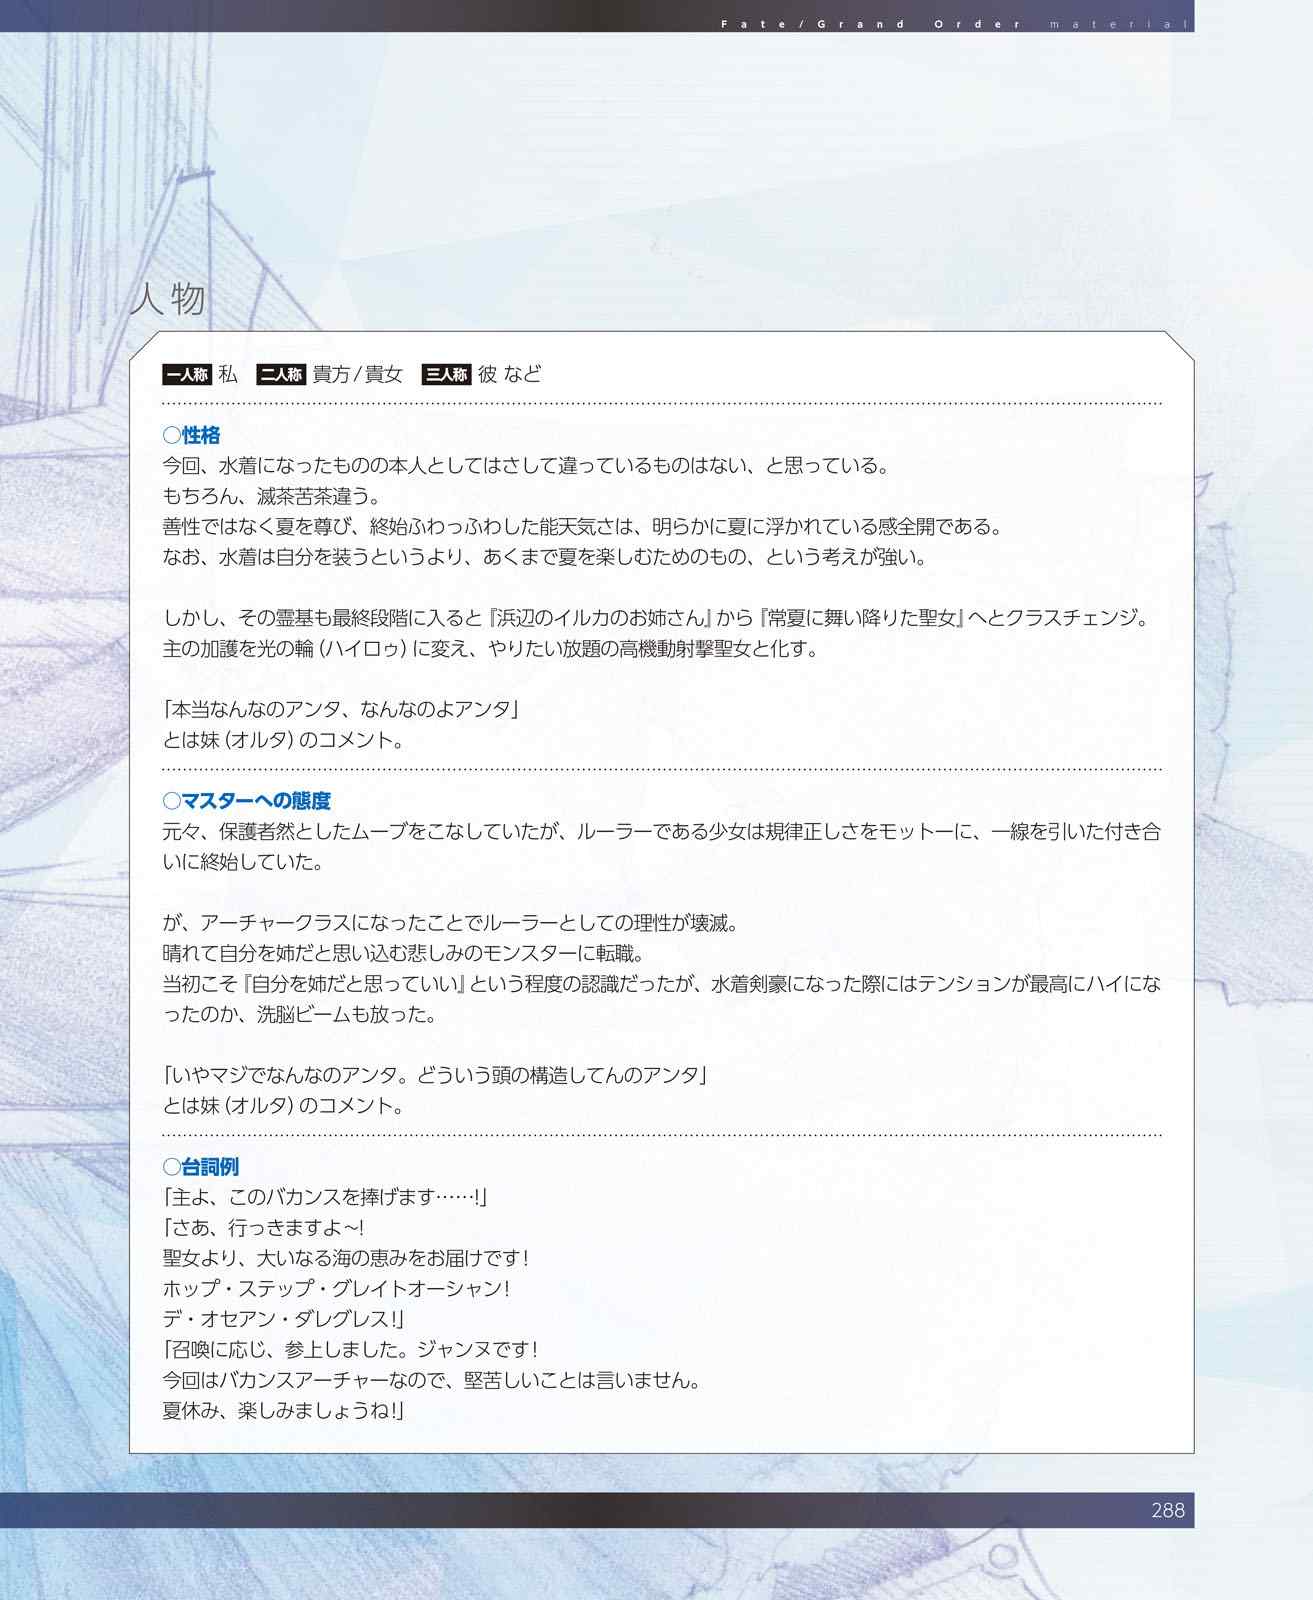 Fate/Grand Order material
人物
一人称 私 二人称 貴方/貴女 三人称 彼 など
○性格
今回、水着になったものの本人としてはさして違っているものはない、と思っている。
もちろん、滅茶苦茶違う。
善性ではなく夏を尊び、終始ふわっふわした能天気さは、明らかに夏に浮かれている感全開である。
なお、水着は自分を装うというより、あくまで夏を楽しむためのもの、という考えが強い。
しかし、その霊基も最終段階に入ると『浜辺のイルカのお姉さん』から『常夏に舞い降りた聖女』へとクラスチェンジ。
主の加護を光の輪(ハイロゥ)に変え、やりたい放題の高機動射撃聖女と化す。
「本当なんなのアンタ、なんなのよアンタ」
とは妹(オルタ)のコメント。
○マスターへの態度
元々、保護者然としたムーブをこなしていたが、ルーラーである少女は規律正しさをモットーに、一線を引いた付き合
いに終始していた。
が、アーチャークラスになったことでルーラーとしての理性が壊滅。
晴れて自分を姉だと思い込む悲しみのモンスターに転職。
当初こそ『自分を姉だと思っていい』という程度の認識だったが、水着剣豪になった際にはテンションが最高にハイにな
ったのか、洗脳ビームも放った。
「いやマジでなんなのアンタ。どういう頭の構造してんのアンタ」
とは妹(オルタ)のコメント。
○台詞例
「主よ、このバカンスを捧げます……!」
「さあ、行っきますよ〜!
聖女より、大いなる海の恵みをお届けです!
ホップ・ステップ・グレイトオーシャン!
デ・オセアン・ダレグレス!」
「召喚に応じ、参上しました。ジャンヌです!
今回はバカンスアーチャーなので、堅苦しいことは言いません。
夏休み、楽しみましょうね!」
288